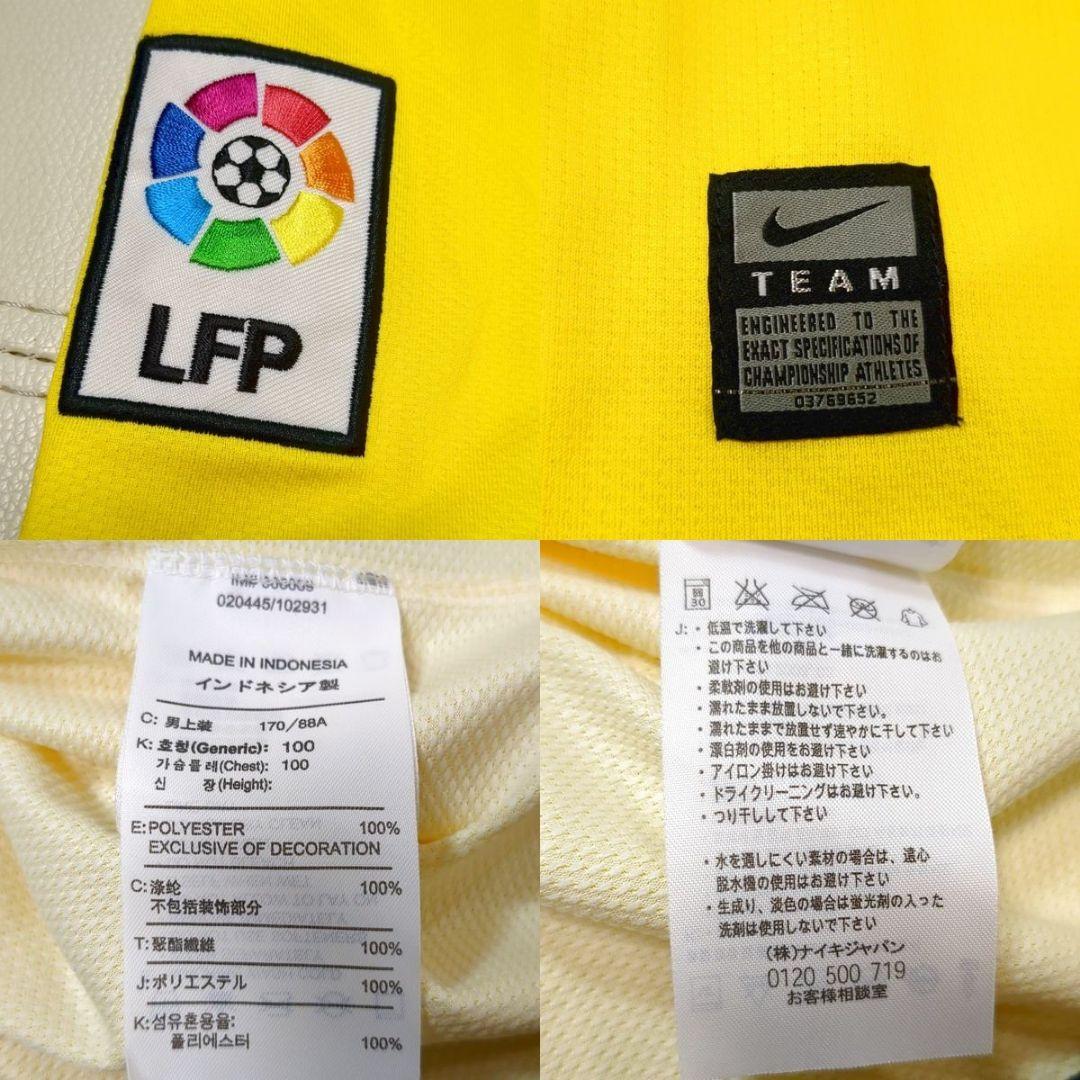 LFP
TEAM
ENGINEERED TO THE
EXACT SPECIFICATIONS OF
CHAMPIONSHIP ATHLETES
03769652
020445/102931
MADE IN INDONESIA
インドネシア製
C: 男上装 170/88A
K: 호칭(Generic): 100
가슴둘레(Chest): 100
신 장(Height):
E: POLYESTER 100%
EXCLUSIVE OF DECORATION
C: 涤纶 100%
不包括装饰部分
T: 聚酯纖維 100%
J: ポリエステル 100%
K: 섬유혼용율:
폴리에스터 100%
30
J: ・低温で洗濯して下さい
・この商品を他の商品と一緒に洗濯するのはお
避け下さい
・柔軟剤の使用はお避け下さい
・濡れたまま放置しないで下さい。
・濡れたままで放置せず速やかに干して下さい
・漂白剤の使用をお避け下さい
・アイロン掛けはお避け下さい
・ドライクリーニングはお避け下さい。
・つり干しして下さい
・水を通しにくい素材の場合は、遠心
脱水機の使用はお避け下さい
・生成り、淡色の場合は蛍光剤の入った
洗剤は使用しないで下さい
(株)ナイキジャパン
0120 500 719
お客様相談室